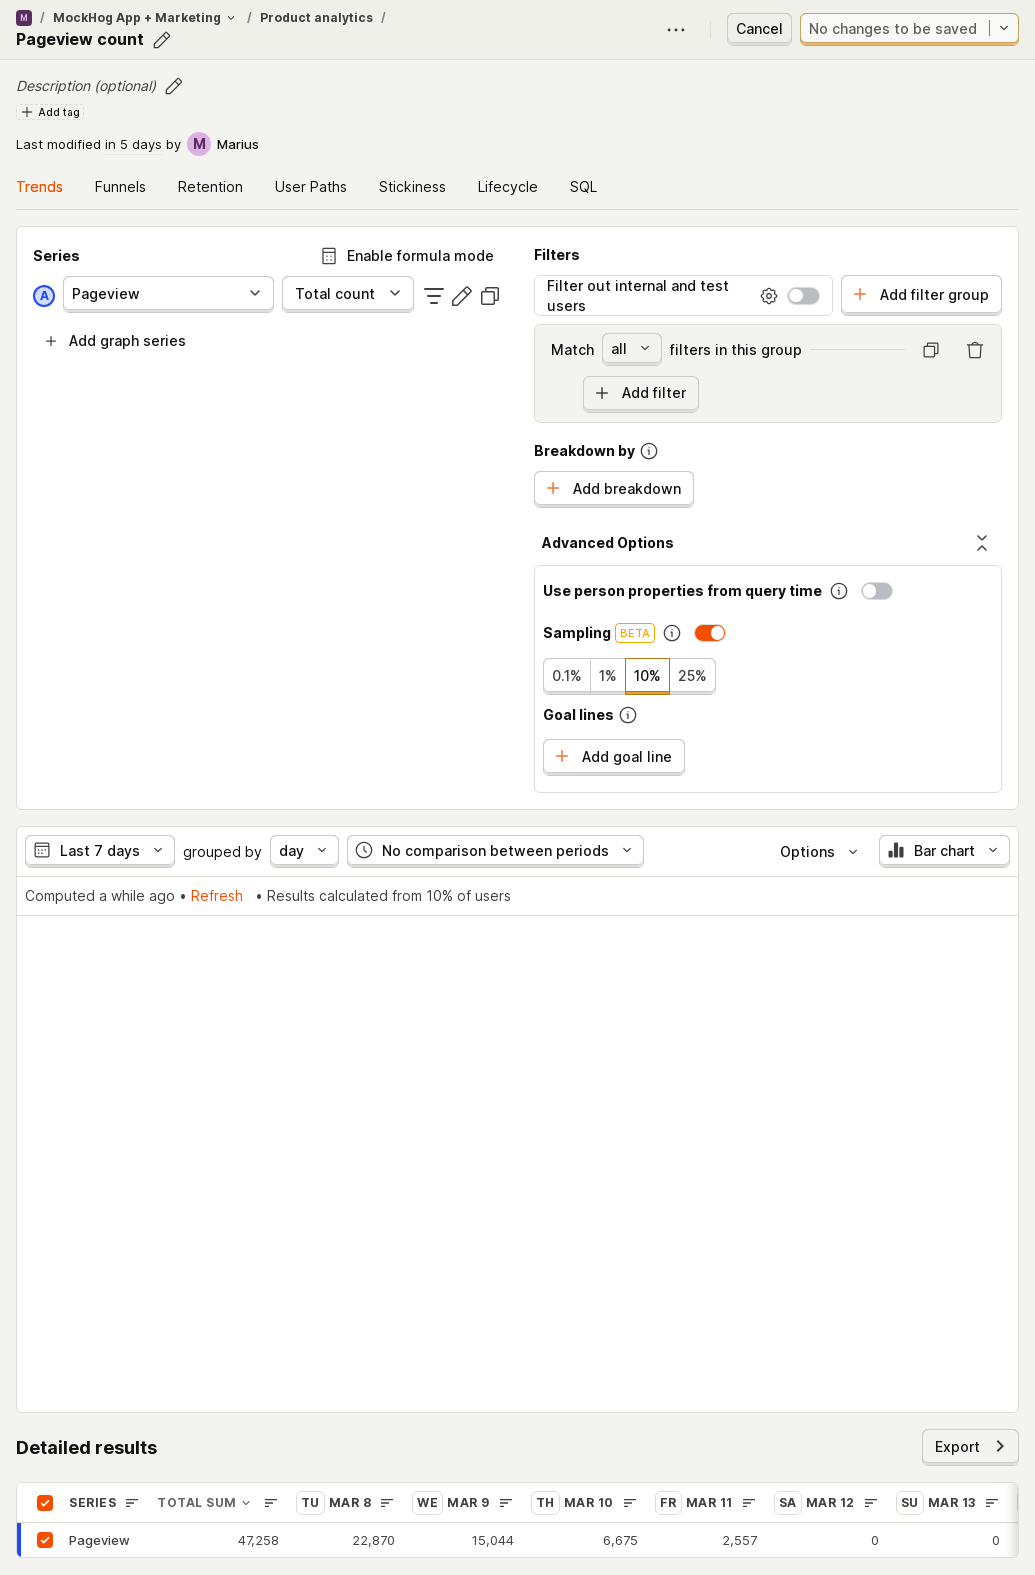 M / MockHog App + Marketing / Product analytics /
Pageview count
Cancel
No changes to be saved
Description (optional)
Add tag
Last modified in 5 days by M Marius
Trends Funnels Retention User Paths Stickiness Lifecycle SQL
Series
Enable formula mode
A Pageview Total count
Add graph series
Filters
Filter out internal and test
users
Add filter group
Match all filters in this group
Add filter
Breakdown by
Add breakdown
Advanced Options
Use person properties from query time
Sampling BETA
0.1% 1% 10% 25%
Goal lines
Add goal line
Last 7 days grouped by day No comparison between periods Options Bar chart
Computed a while ago • Refresh • Results calculated from 10% of users
Detailed results
Export
SERIES TOTAL SUM TU MAR 8 WE MAR 9 TH MAR 10 FR MAR 11 SA MAR 12 SU MAR 13
Pageview 47,258 22,870 15,044 6,675 2,557 0 0